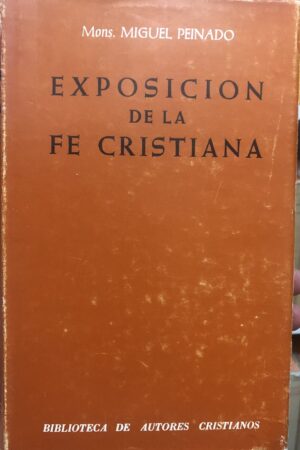 Mons. MIGUEL PEINADO
EXPOSICION
DE LA
FE CRISTIANA
BIBLIOTECA DE AUTORES CRISTIANOS